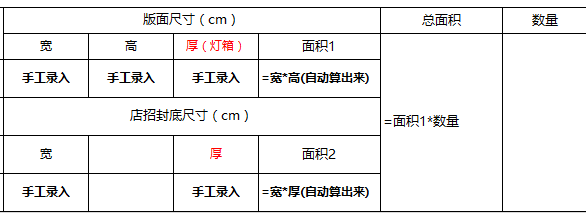 版面尺寸（cm） 总面积 数量
宽 高 厚（灯箱） 面积1
手工录入 手工录入 手工录入 =宽*高(自动算出来)
店招封底尺寸（cm） =面积1*数量
宽 厚 面积2
手工录入 手工录入 =宽*厚(自动算出来)